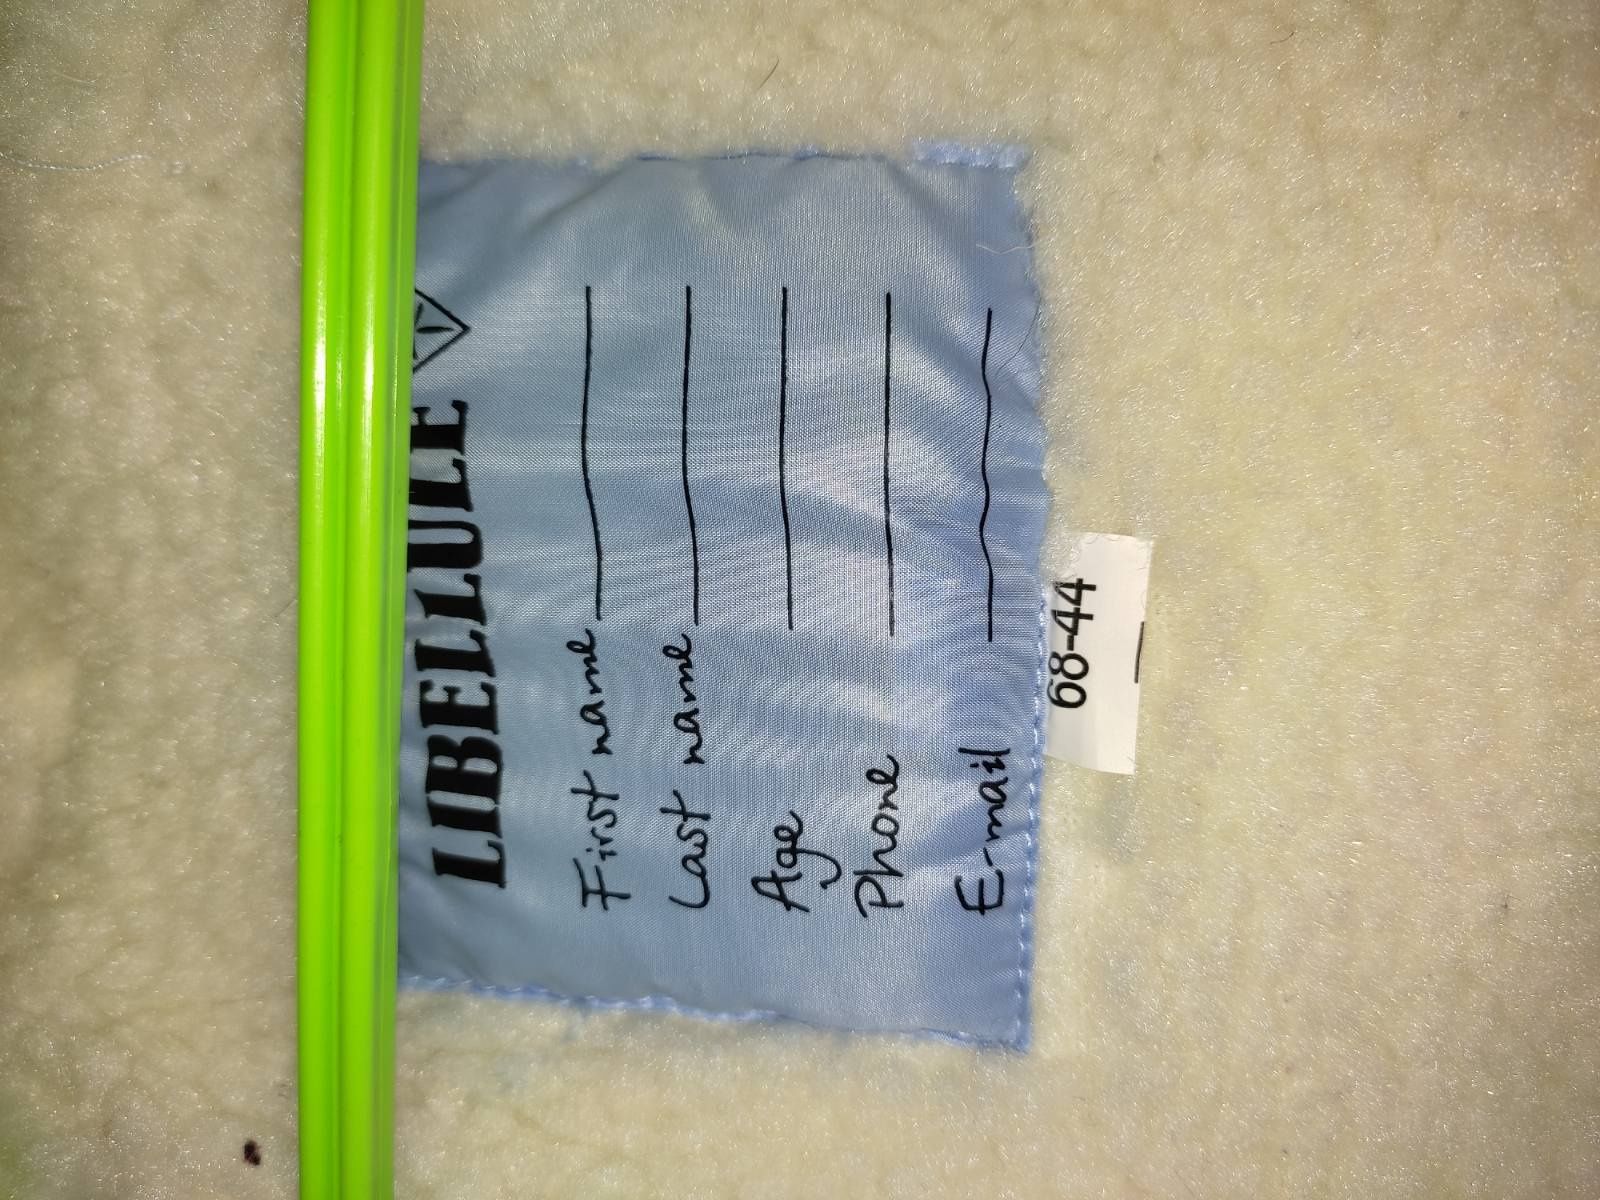 LIBELLULE
First name
Last name
Age
Phone
E-mail
68-44